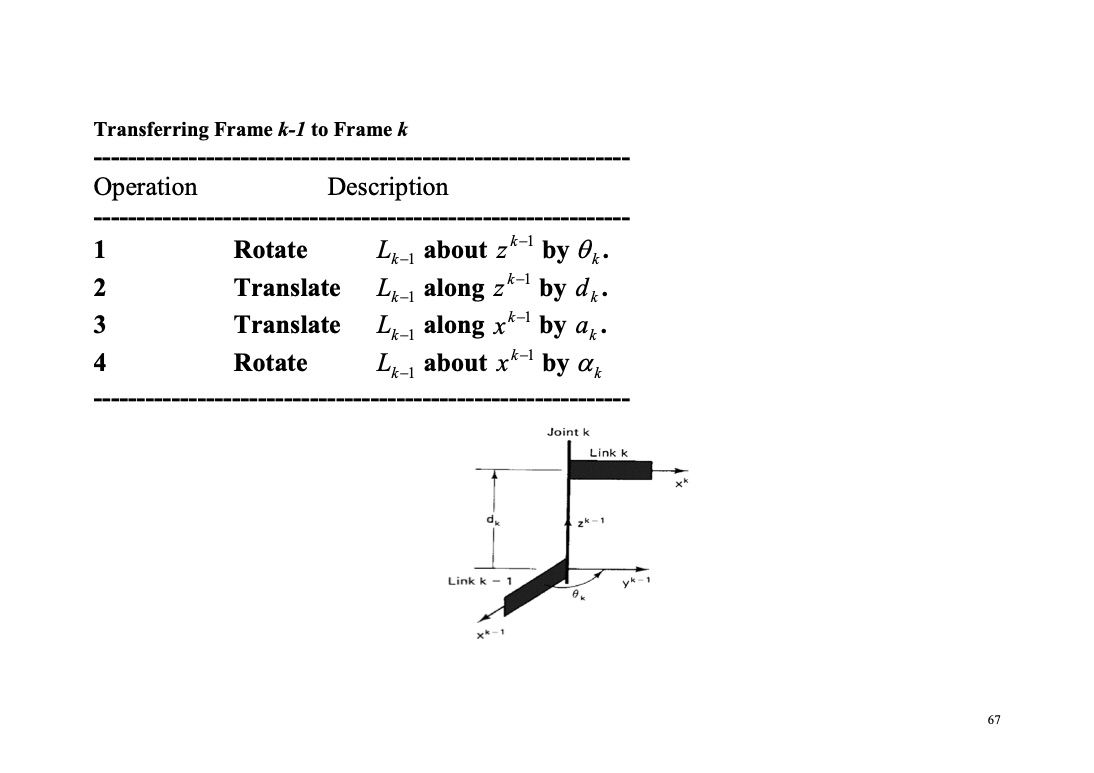 Transferring Frame k-1 to Frame k
--------------------------------------------------------------
Operation Description
--------------------------------------------------------------
1 Rotate L_{k-1} about z^{k-1} by θ_k.
2 Translate L_{k-1} along z^{k-1} by d_k.
3 Translate L_{k-1} along x^{k-1} by a_k.
4 Rotate L_{k-1} about x^{k-1} by α_k
--------------------------------------------------------------
Joint k
Link k
x^k
d_k
z^{k-1}
Link k - 1
y^{k-1}
θ_k
x^{k-1}
67